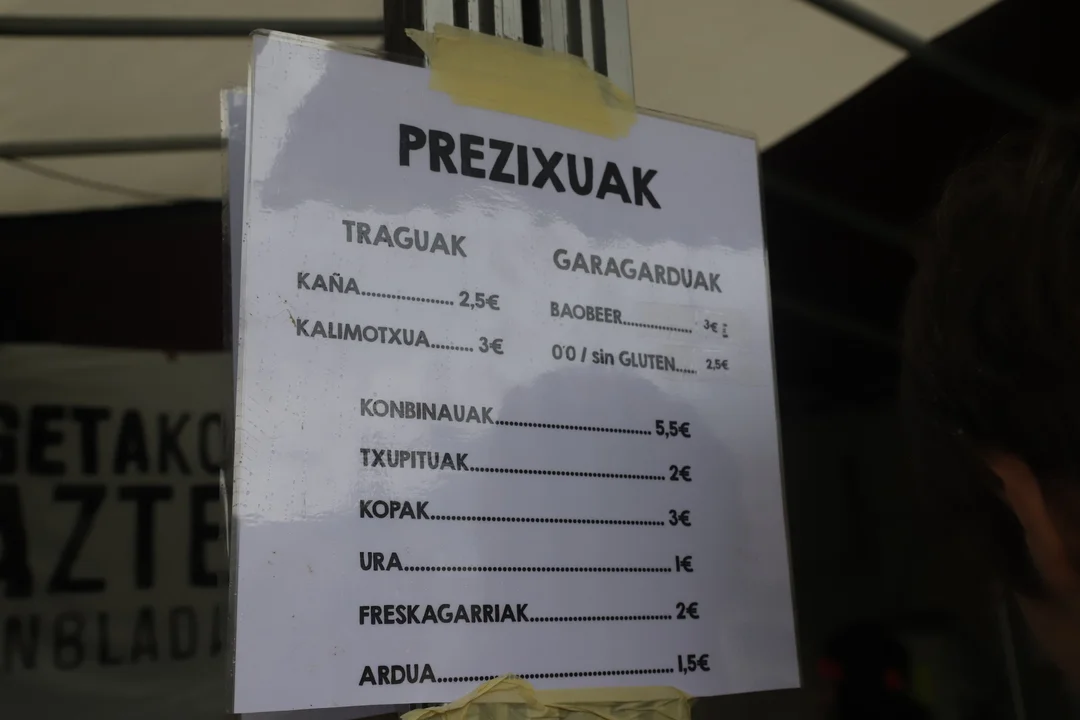 PREZIXUAK
TRAGUAK
KAÑA.................. 2,5€
KALIMOTXUA........ 3€
GARAGARDUAK
BAOBEER............... 3€
0'0 / sin GLUTEN..... 2,5€
KONBINAUAK............................. 5,5€
TXUPITUAK.................................... 2€
KOPAK........................................... 3€
URA................................................. 1€
FRESKAGARRIAK.......................... 2€
ARDUA............................................ 1,5€
GETAKO
AZTE
NBLADA